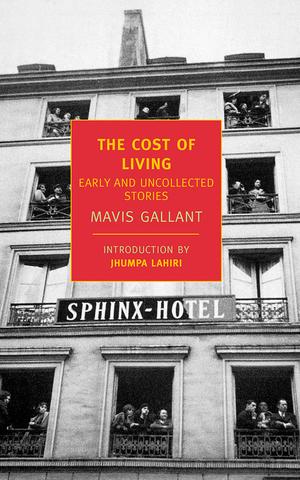 THE COST OF
LIVING
EARLY AND UNCOLLECTED
STORIES
MAVIS GALLANT
INTRODUCTION BY
JHUMPA LAHIRI
SPHINX-HOTEL